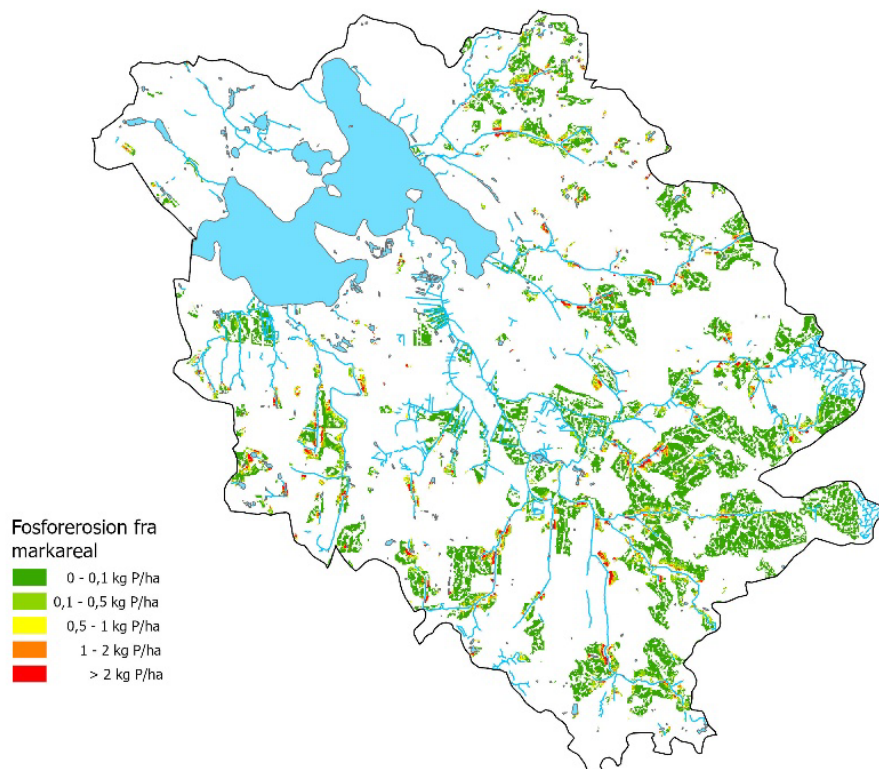 Fosforerosion fra
markareal
0 - 0,1 kg P/ha
0,1 - 0,5 kg P/ha
0,5 - 1 kg P/ha
1 - 2 kg P/ha
> 2 kg P/ha